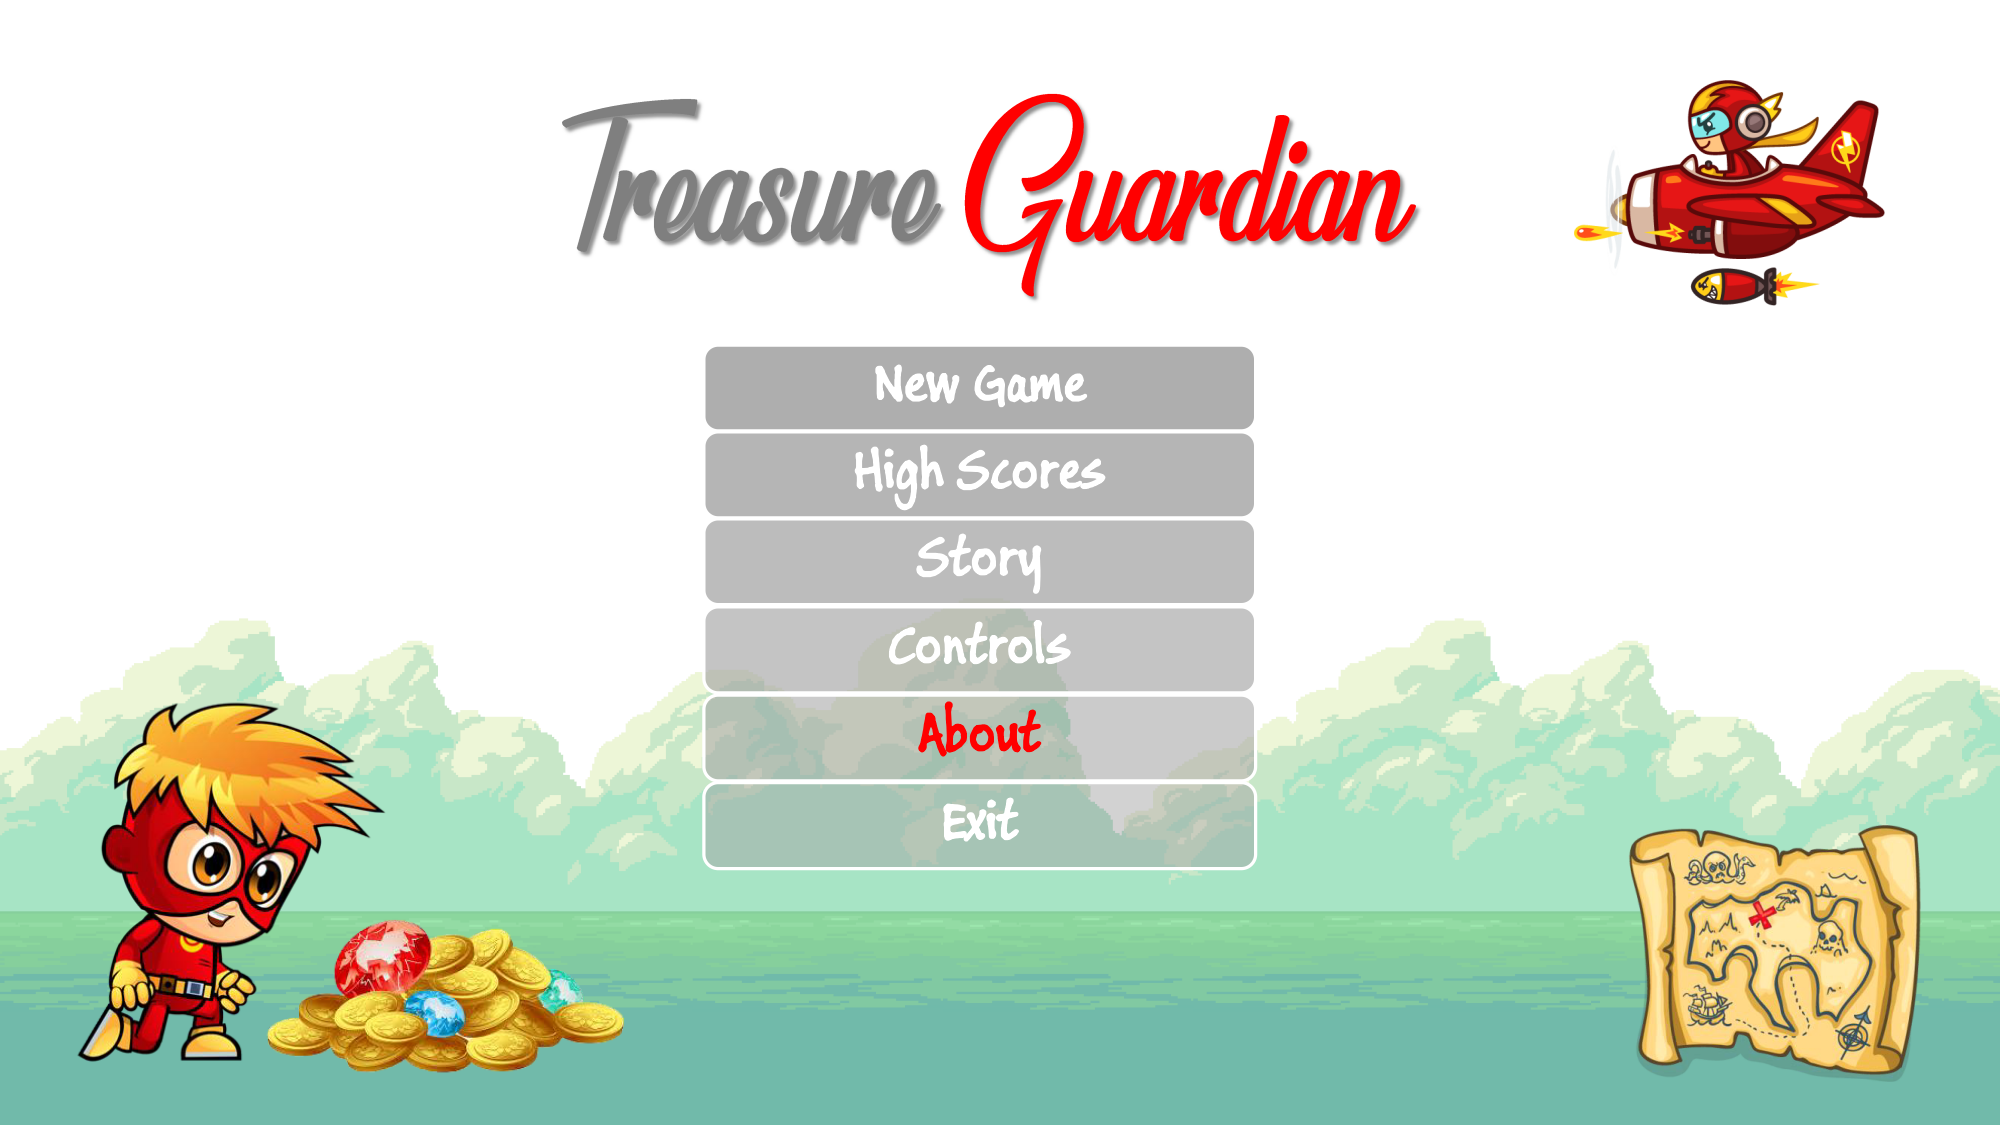 Treasure Guardian
New Game
High Scores
Story
Controls
About
Exit